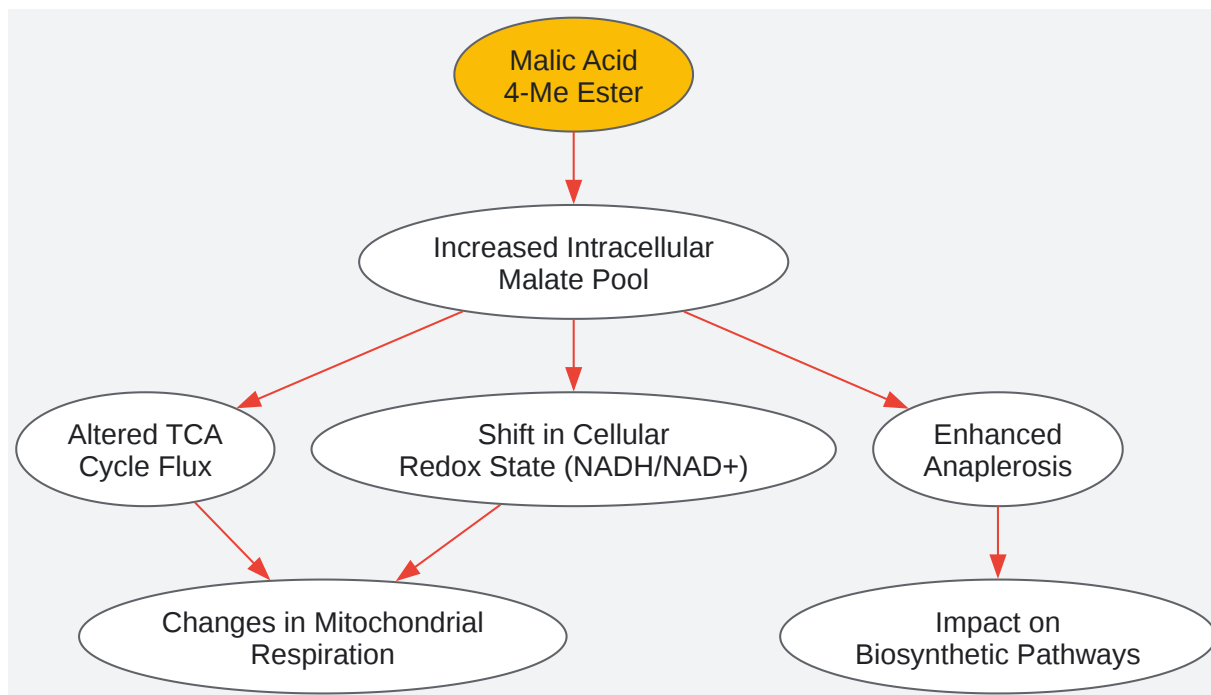 Malic Acid
4-Me Ester
Increased Intracellular
Malate Pool
Altered TCA
Cycle Flux
Shift in Cellular
Redox State (NADH/NAD+)
Enhanced
Anaplerosis
Changes in Mitochondrial
Respiration
Impact on
Biosynthetic Pathways